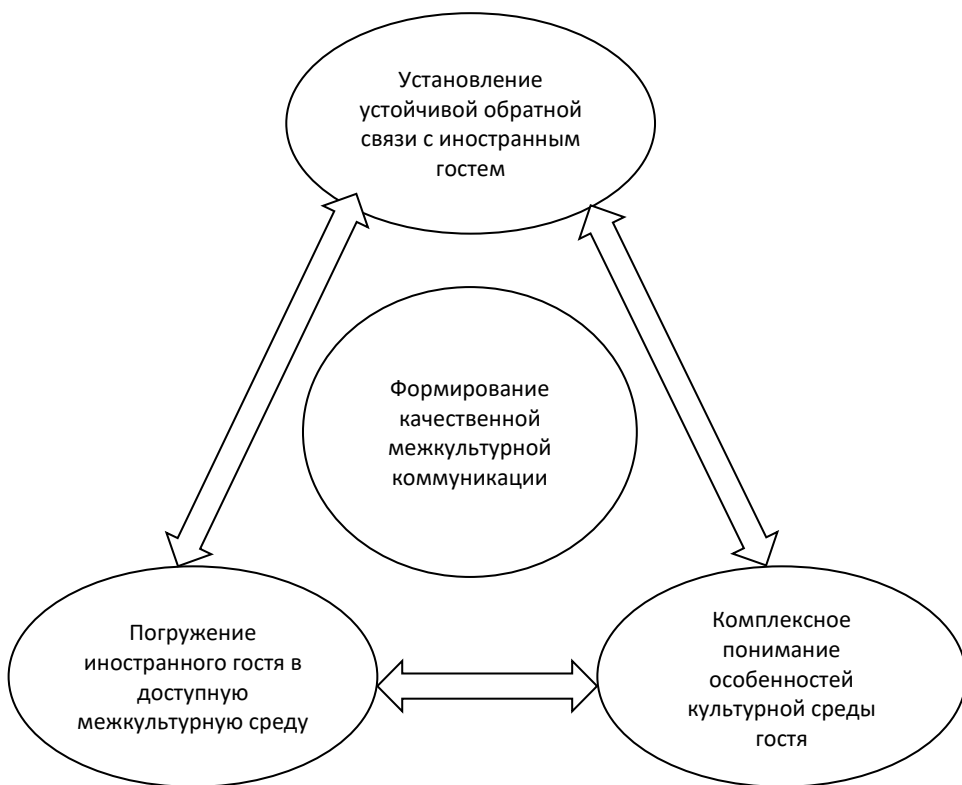 Установление
устойчивой обратной
связи с иностранным
гостем
Формирование
качественной
межкультурной
коммуникации
Погружение
иностранного гостя в
доступную
межкультурную среду
Комплексное
понимание
особенностей
культурной среды
гостя